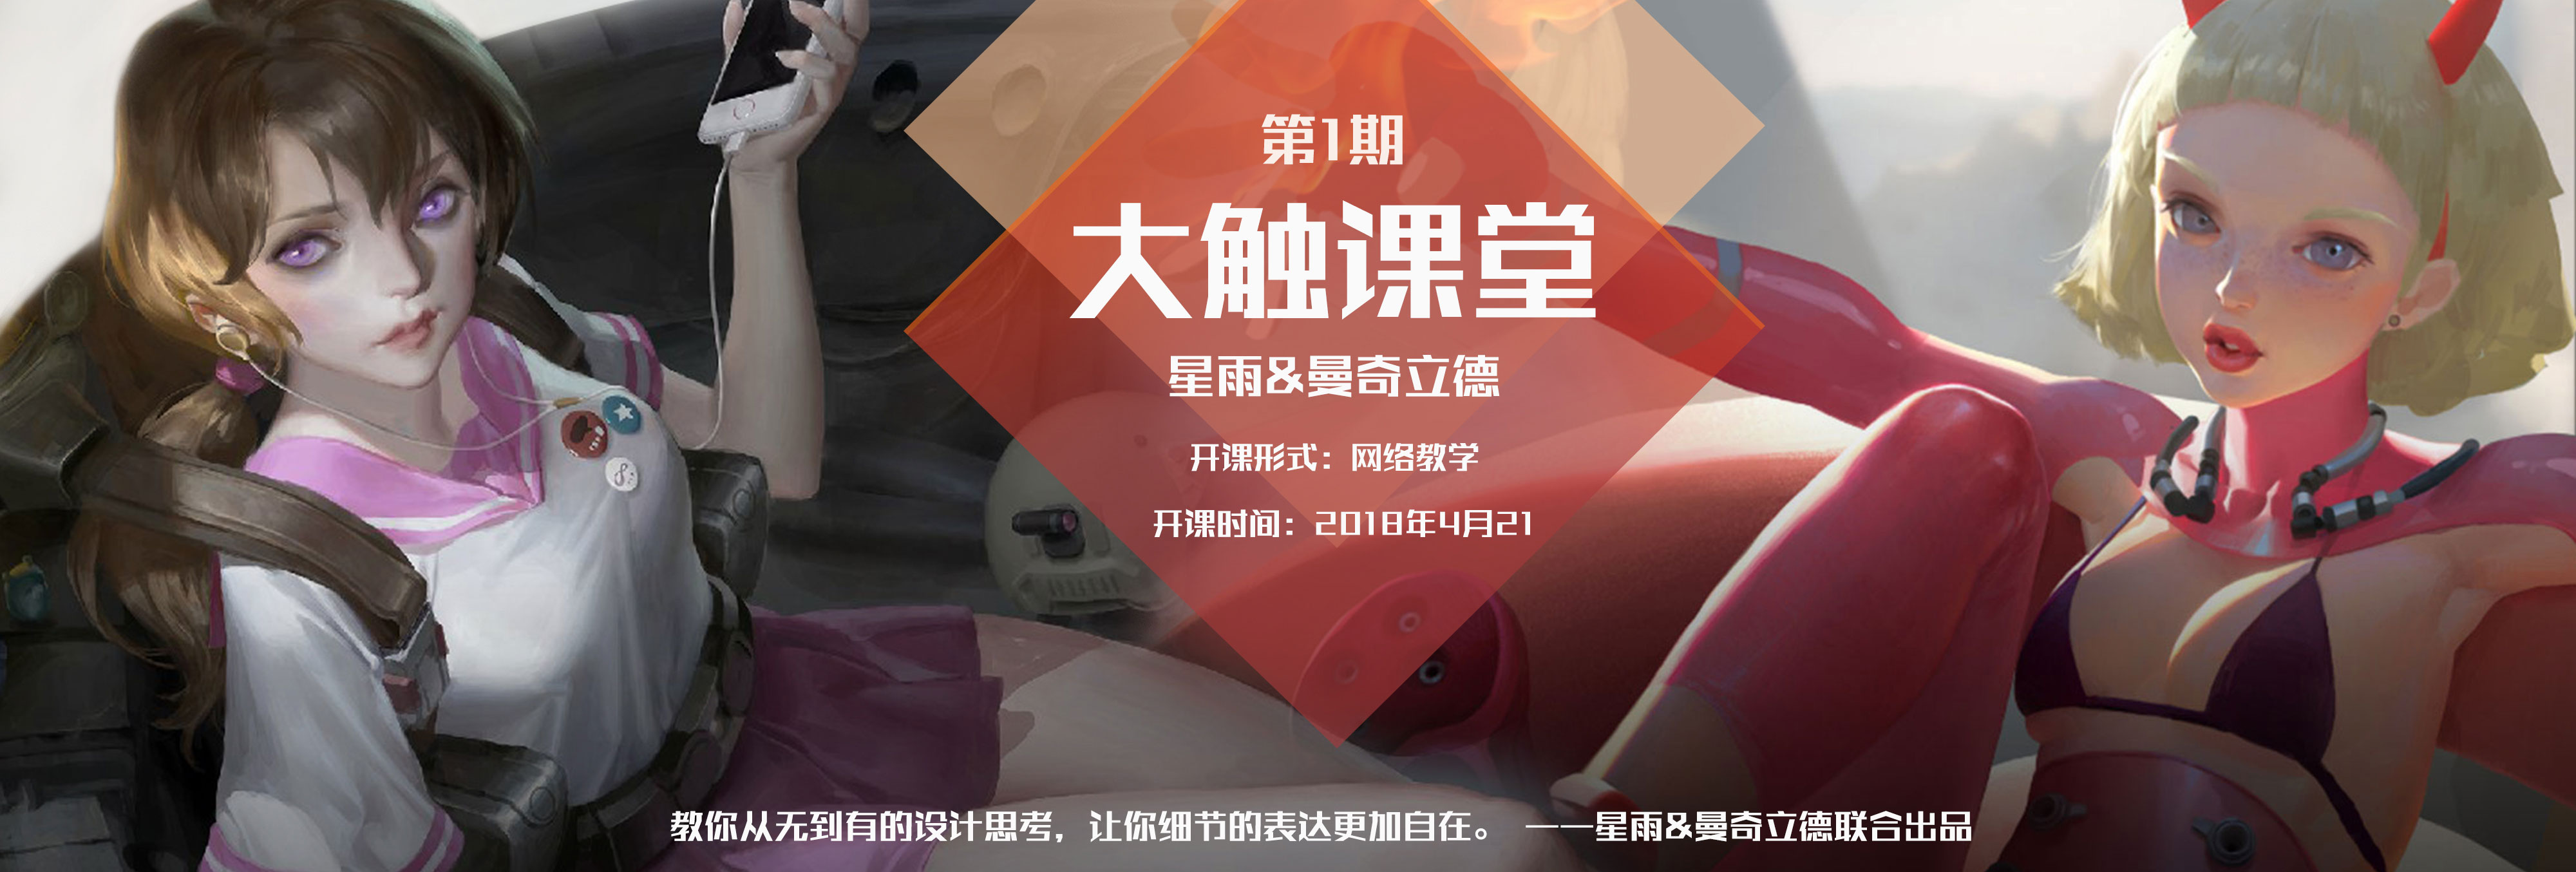 第1期
大触课堂
星雨&曼奇立德
开课形式：网络教学
开课时间：2018年4月21
教你从无到有的设计思考，让你细节的表达更加自在。 ——星雨&曼奇立德联合出品